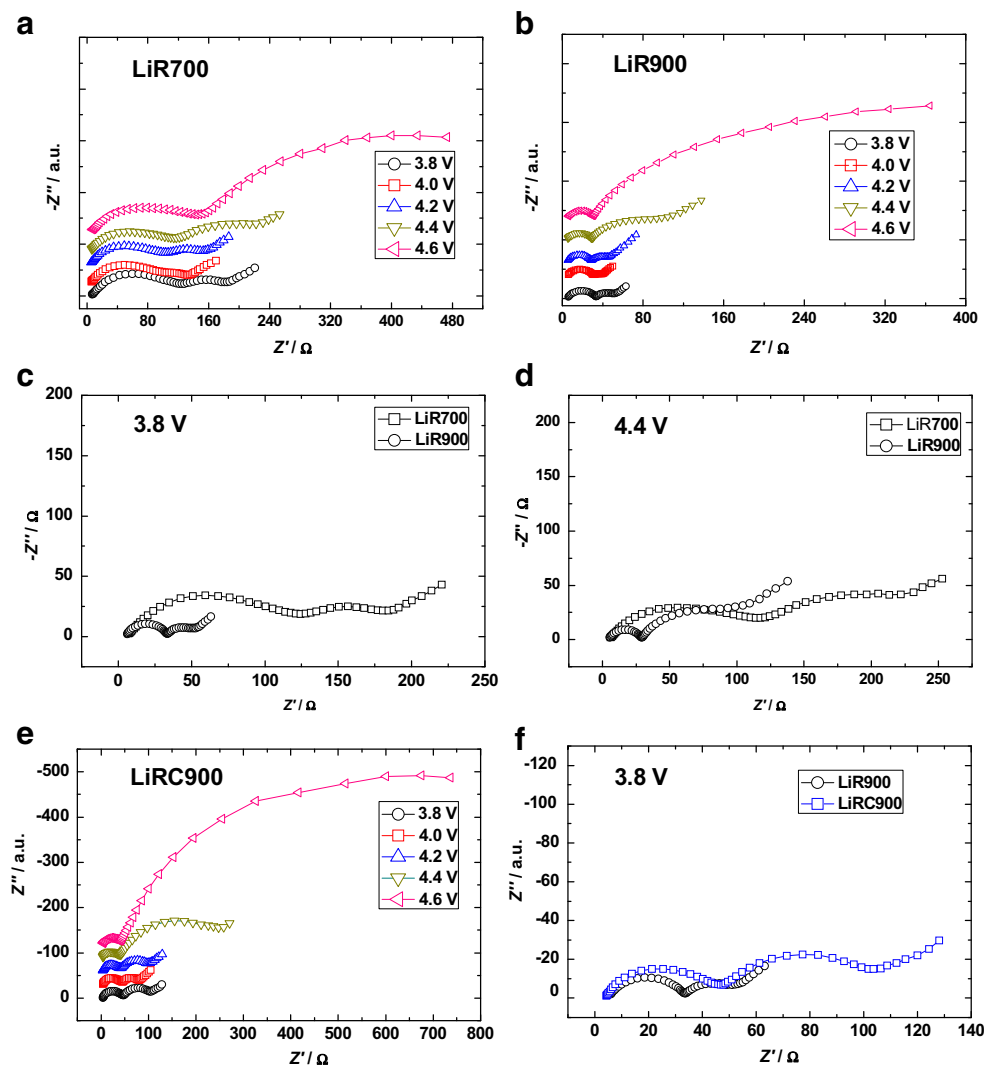 a
LiR700
-Z'' / a.u.
3.8 V
4.0 V
4.2 V
4.4 V
4.6 V
0 80 160 240 320 400 480
Z' / Ω
b
LiR900
-Z'' / a.u.
3.8 V
4.0 V
4.2 V
4.4 V
4.6 V
0 80 160 240 320 400
Z' / Ω
c
3.8 V
LiR700
LiR900
-Z'' / Ω
200
150
100
50
0
0 50 100 150 200 250
Z' / Ω
d
4.4 V
LiR700
LiR900
-Z'' / Ω
200
150
100
50
0
0 50 100 150 200 250
Z' / Ω
e
LiRC900
Z'' / a.u.
-500
-400
-300
-200
-100
0
3.8 V
4.0 V
4.2 V
4.4 V
4.6 V
0 100 200 300 400 500 600 700 800
Z' / Ω
f
3.8 V
LiR900
LiRC900
Z'' / a.u.
-120
-100
-80
-60
-40
-20
0
0 20 40 60 80 100 120 140
Z' / Ω